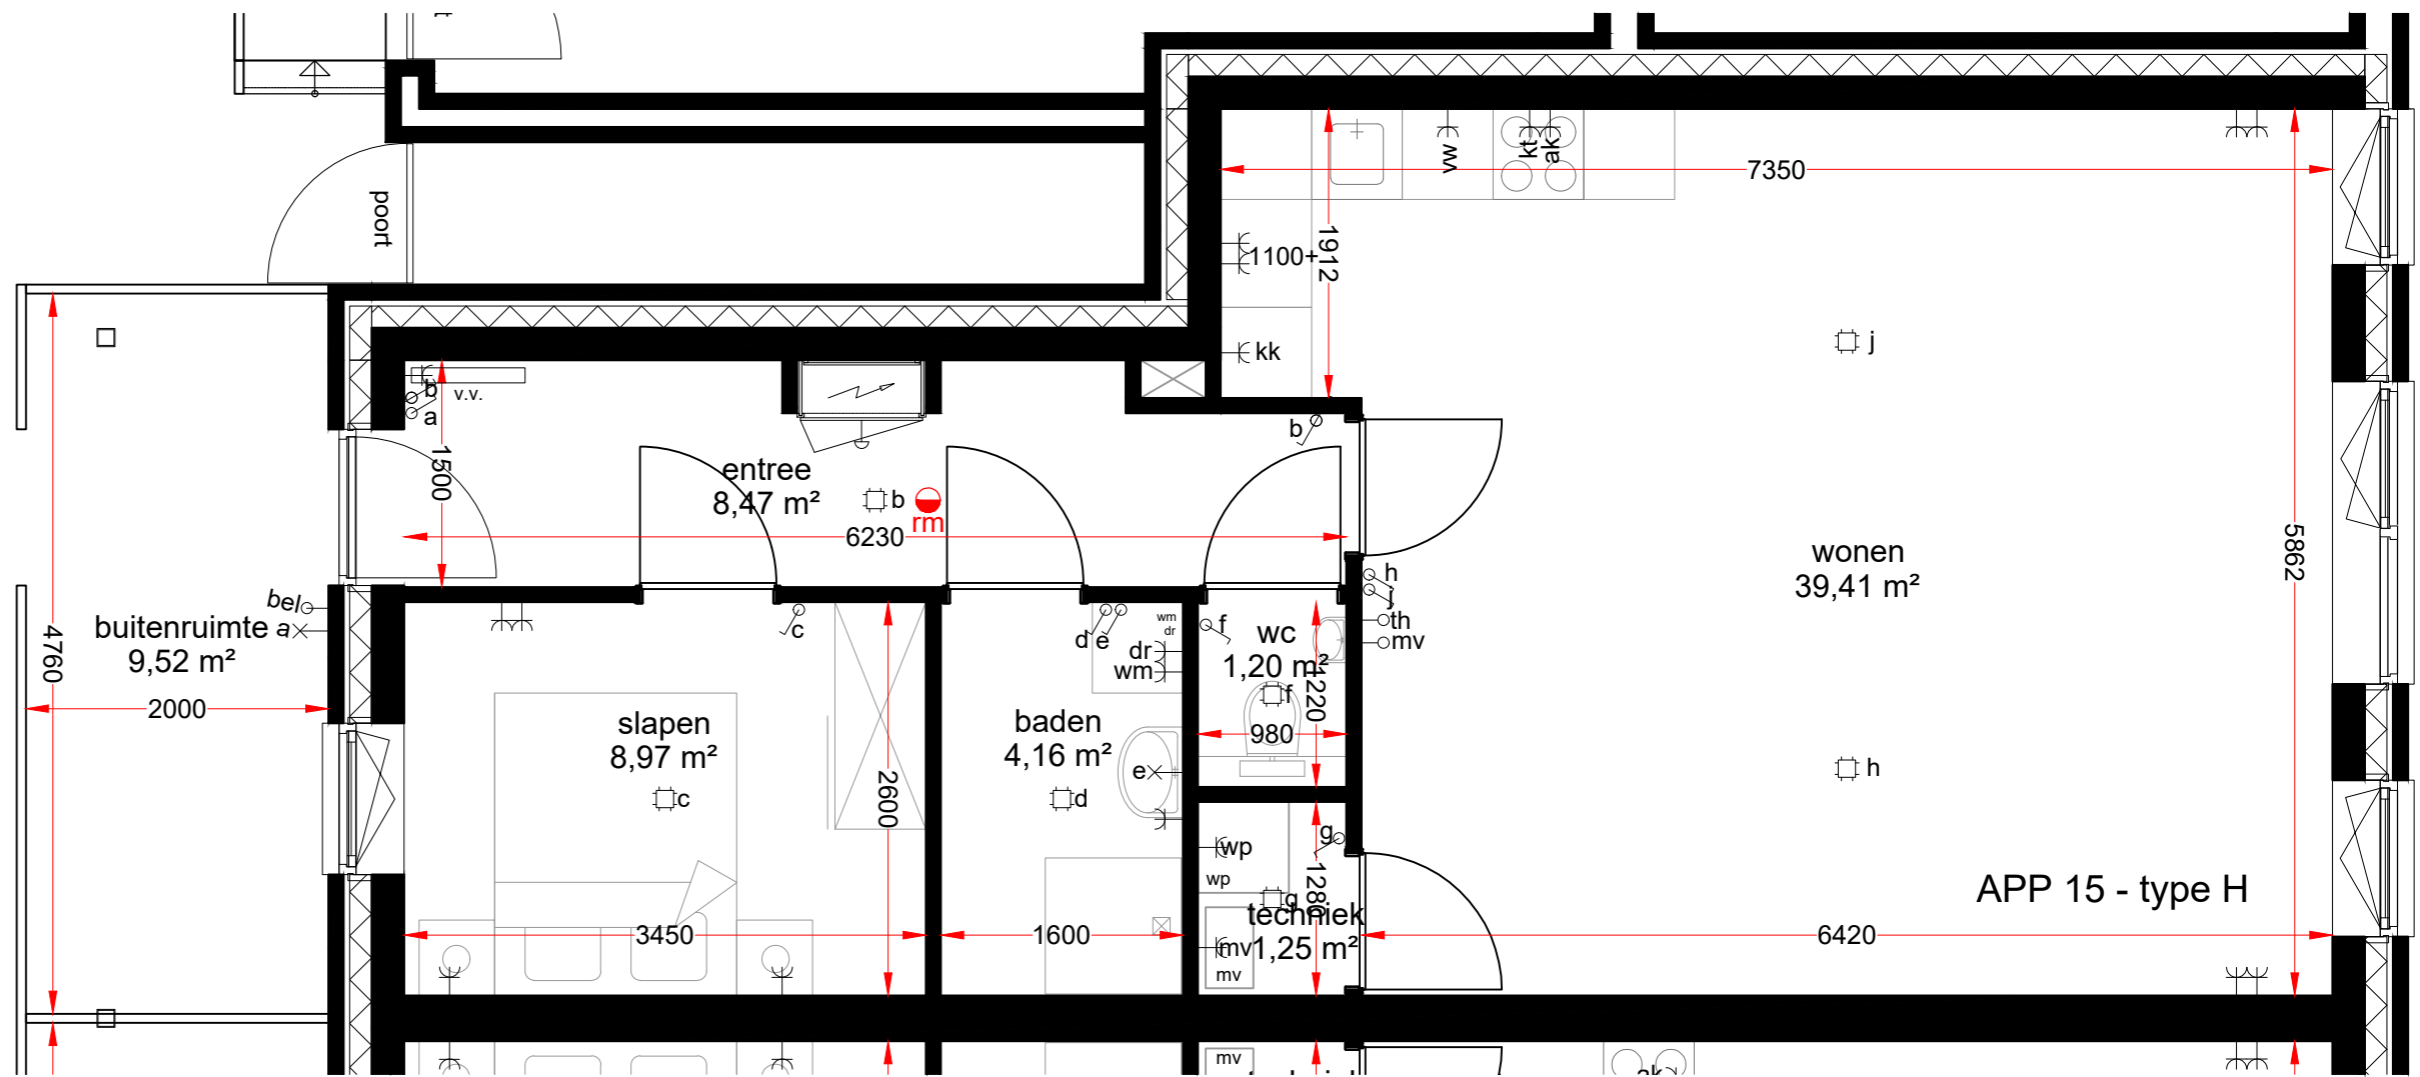 poort
vw
kt
ak
7350
1912
1100+
kk
j
b
a
v.v.
1500
entree
8,47 m²
b
rm
6230
b
wonen
39,41 m²
5862
h
j
th
mv
bel
buitenruimte a
9,52 m²
4760
2000
c
d e
wm
dr
dr
wm
f
wc
1,20 m²
f
1220
980
slapen
8,97 m²
c
2600
baden
4,16 m²
e
d
h
g
wp
wp
1280
g
techniek
1,25 m²
mv
mv
APP 15 - type H
3450
1600
6420
mv